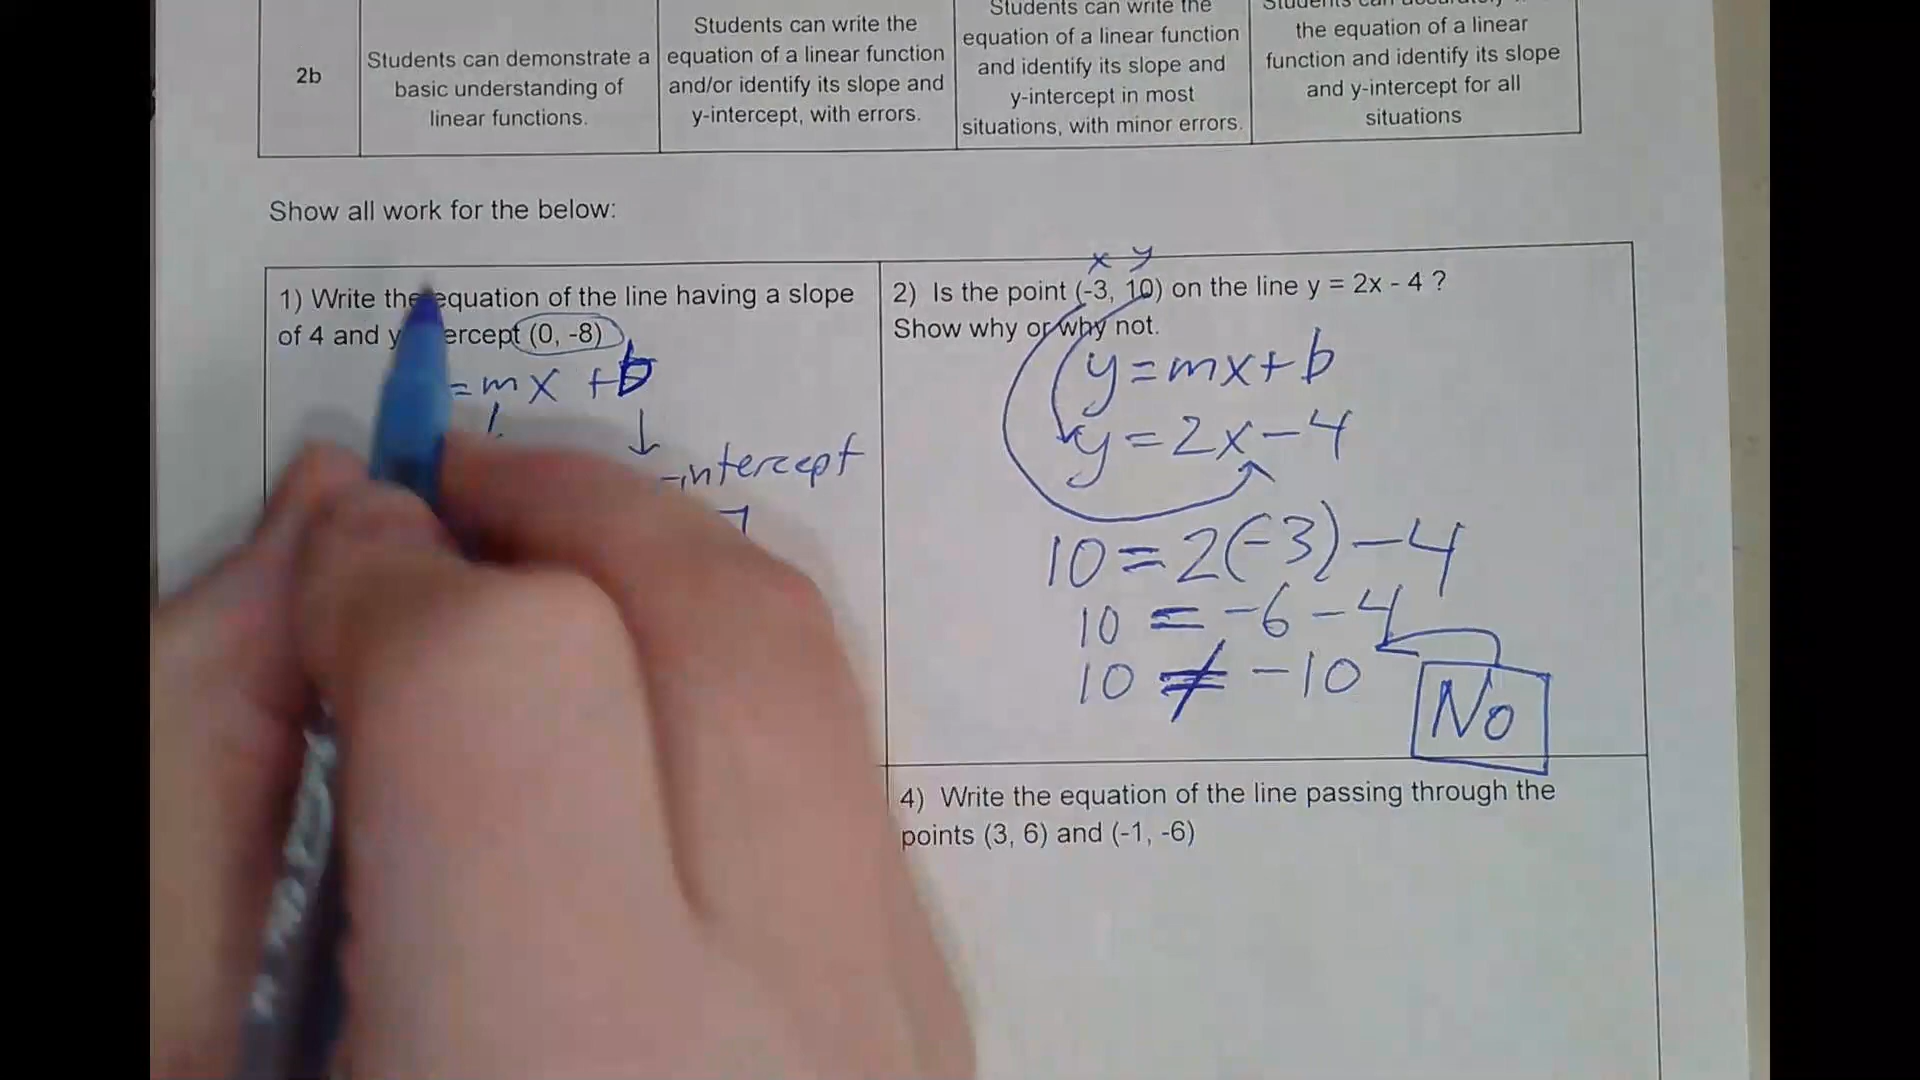 2b
Students can demonstrate a
basic understanding of
linear functions.
Students can write the
equation of a linear function
and/or identify its slope and
y-intercept, with errors.
Students can write the
equation of a linear function
and identify its slope and
y-intercept in most
situations, with minor errors.
Students can
the equation of a linear
function and identify its slope
and y-intercept for all
situations
Show all work for the below:
1) Write the equation of the line having a slope
of 4 and y ercept (0, -8)
=mx +b
-intercept
x y
2) Is the point (-3, 10) on the line y = 2x - 4 ?
Show why or why not.
y=mx+b
y=2x-4
10=2(-3)-4
10 = -6-4
10 ≠ -10
No
4) Write the equation of the line passing through the
points (3, 6) and (-1, -6)